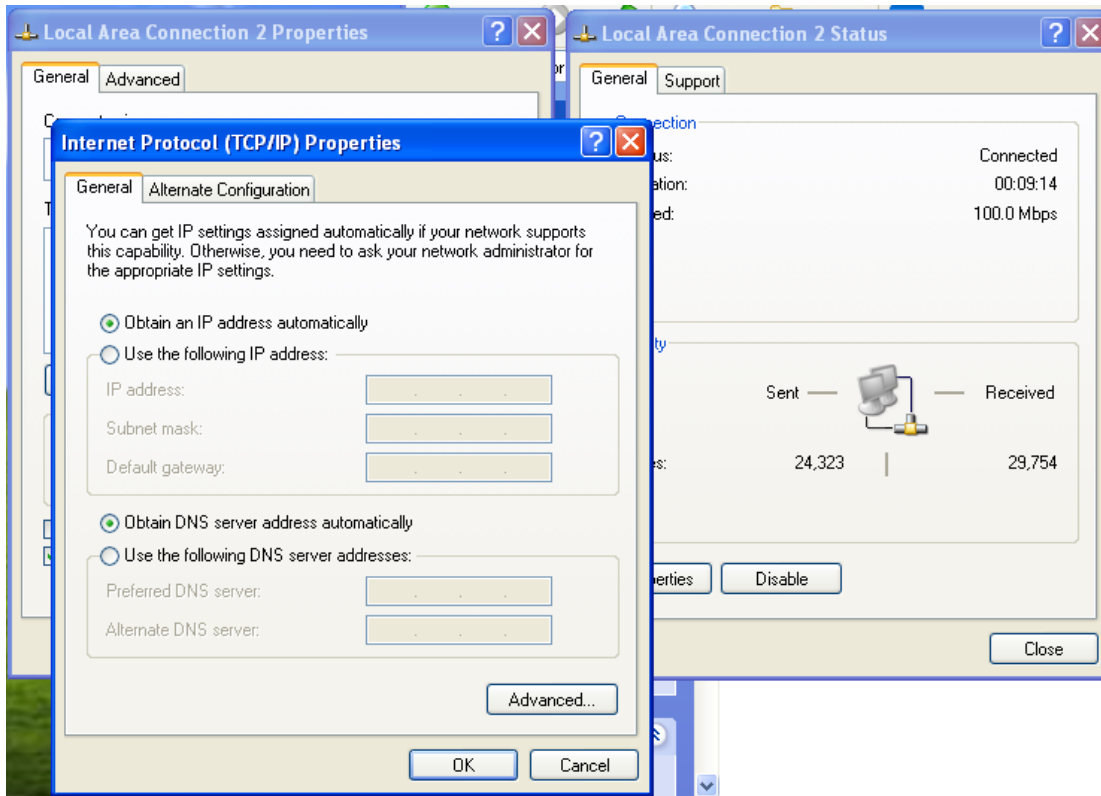 Local Area Connection 2 Properties
General
Advanced
Internet Protocol (TCP/IP) Properties
General
Alternate Configuration
You can get IP settings assigned automatically if your network supports
this capability. Otherwise, you need to ask your network administrator for
the appropriate IP settings.
Obtain an IP address automatically
Use the following IP address:
IP address:
Subnet mask:
Default gateway:
Obtain DNS server address automatically
Use the following DNS server addresses:
Preferred DNS server:
Alternate DNS server:
Advanced...
OK
Cancel
Local Area Connection 2 Status
General
Support
Connected
00:09:14
100.0 Mbps
Sent
Received
24,323
29,754
Disable
Close